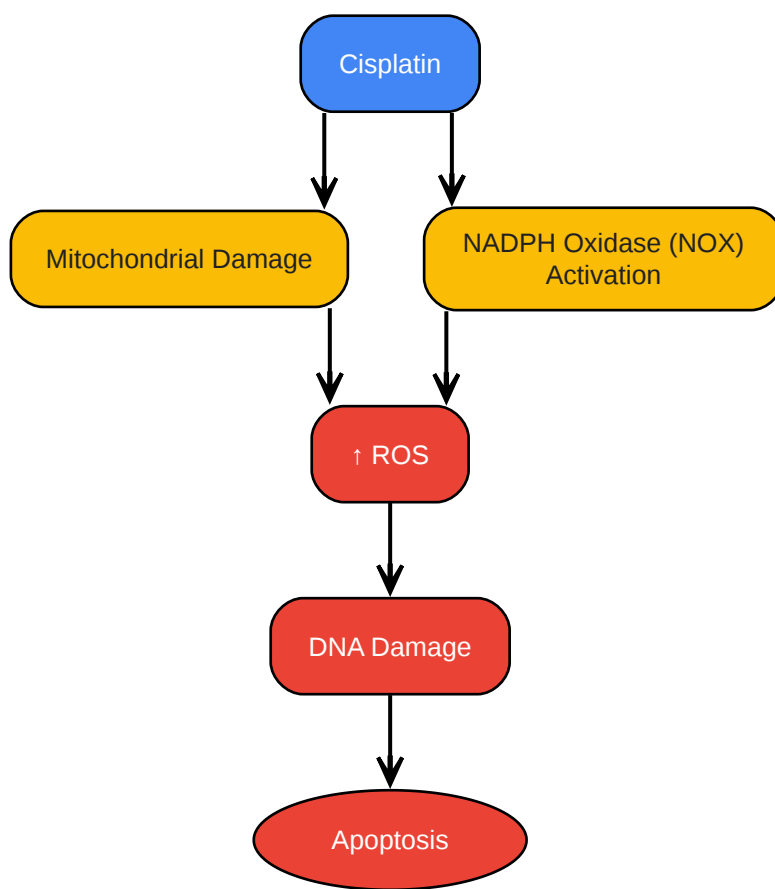 Cisplatin
Mitochondrial Damage
NADPH Oxidase (NOX)
Activation
↑ ROS
DNA Damage
Apoptosis